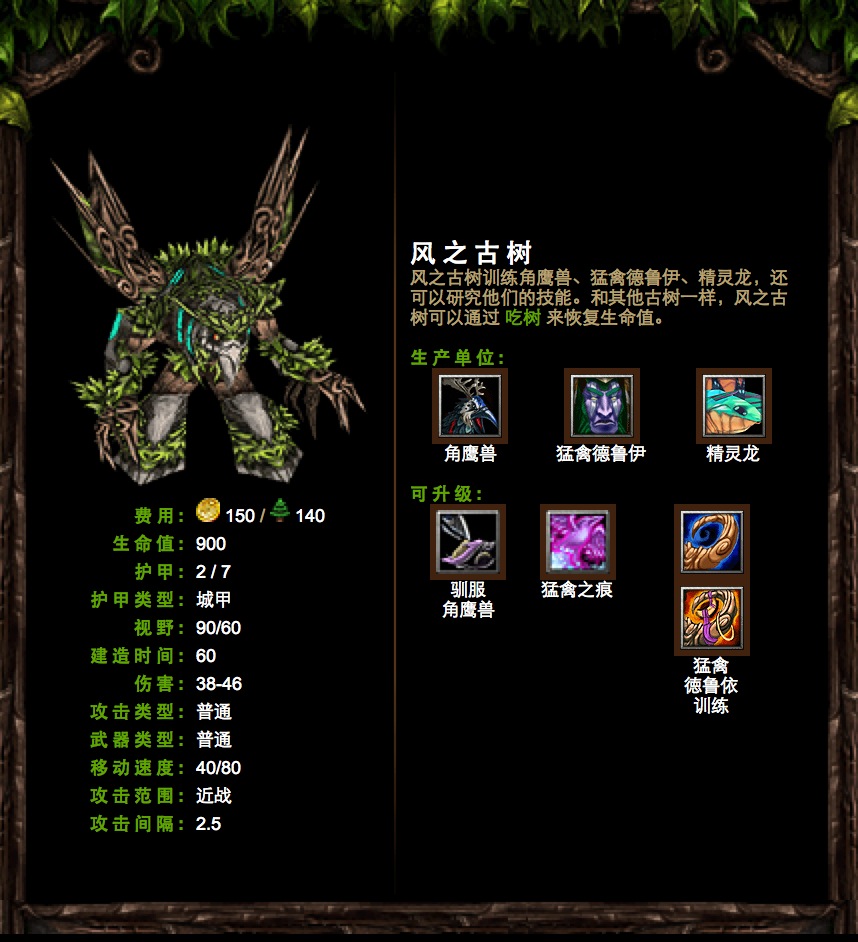 风之古树
风之古树训练角鹰兽、猛禽德鲁伊、精灵龙，还
可以研究他们的技能。和其他古树一样，风之古
树可以通过 吃树 来恢复生命值。
生产单位：
角鹰兽 猛禽德鲁伊 精灵龙
可升级：
驯服
角鹰兽
猛禽之痕
猛禽
德鲁依
训练
费用： 150 / 140
生命值： 900
护甲： 2 / 7
护甲类型： 城甲
视野： 90/60
建造时间： 60
伤害： 38-46
攻击类型： 普通
武器类型： 普通
移动速度： 40/80
攻击范围： 近战
攻击间隔： 2.5